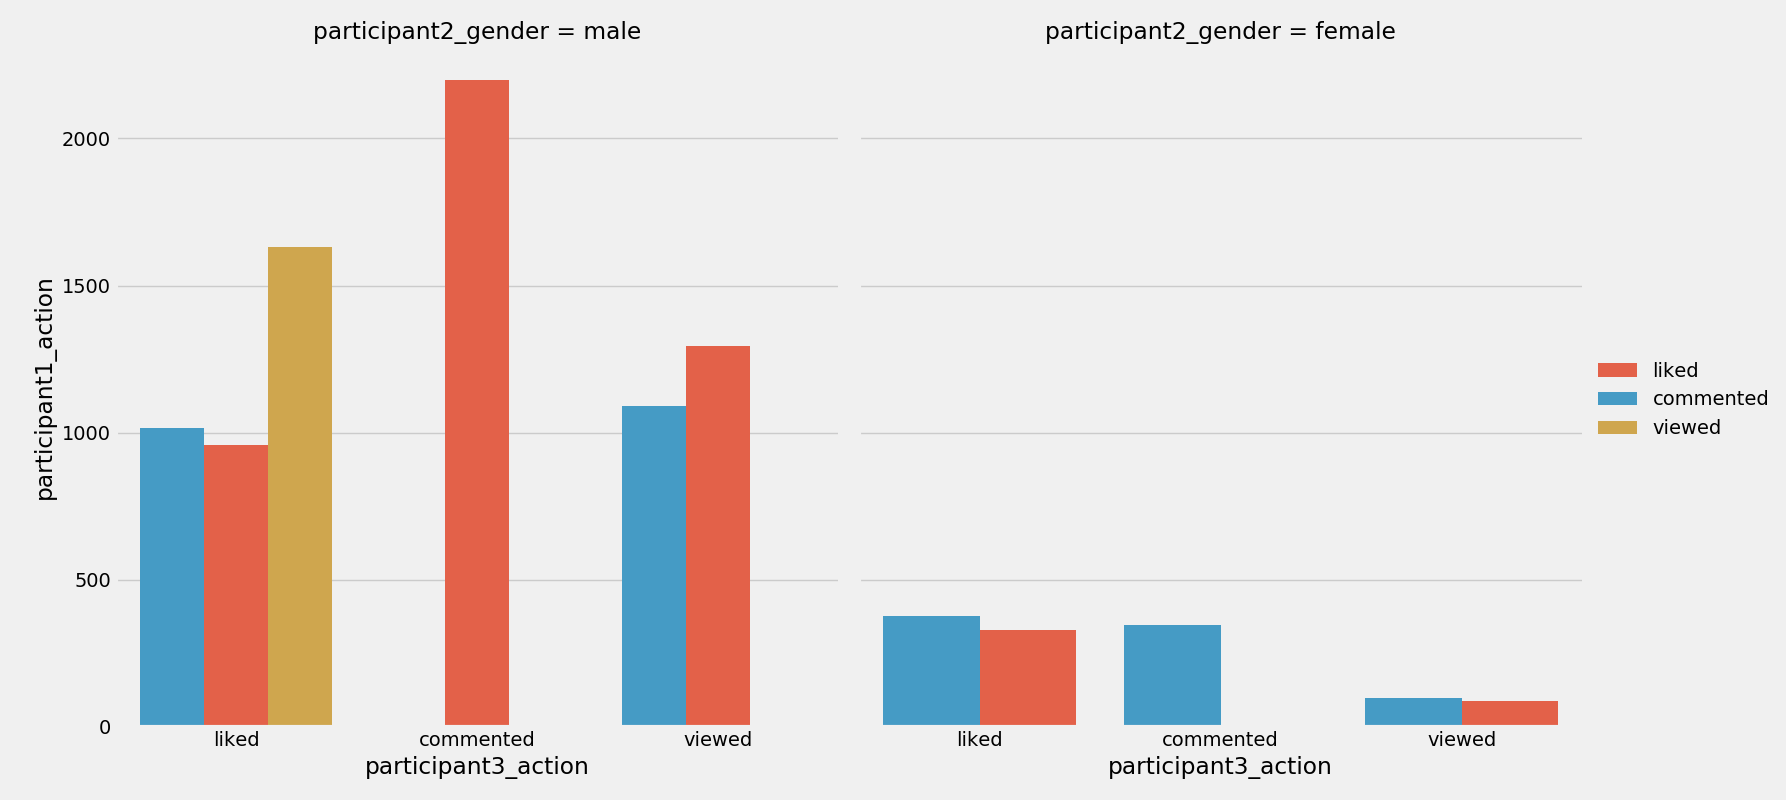 participant2_gender = male
participant2_gender = female
participant1_action
2000
1500
1000
500
0
liked
commented
viewed
participant3_action
liked
commented
viewed
participant3_action
liked
commented
viewed